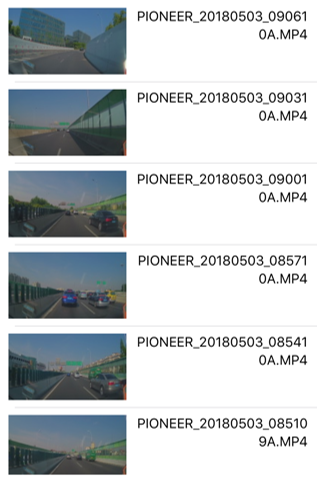 PIONEER_20180503_09061
0A.MP4
PIONEER_20180503_09031
0A.MP4
PIONEER_20180503_09001
0A.MP4
PIONEER_20180503_08571
0A.MP4
PIONEER_20180503_08541
0A.MP4
PIONEER_20180503_08510
9A.MP4